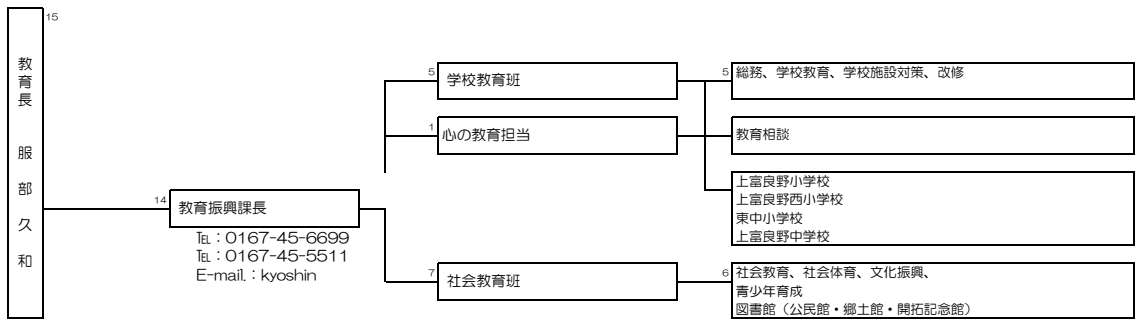 15
教育長 服部久和
14
教育振興課長
℡:0167-45-6699
℡:0167-45-5511
E-mail.:kyoshin
5
学校教育班
5
総務、学校教育、学校施設対策、改修
1
心の教育担当
教育相談
上富良野小学校
上富良野西小学校
東中小学校
上富良野中学校
7
社会教育班
6
社会教育、社会体育、文化振興、
青少年育成
図書館(公民館・郷土館・開拓記念館)